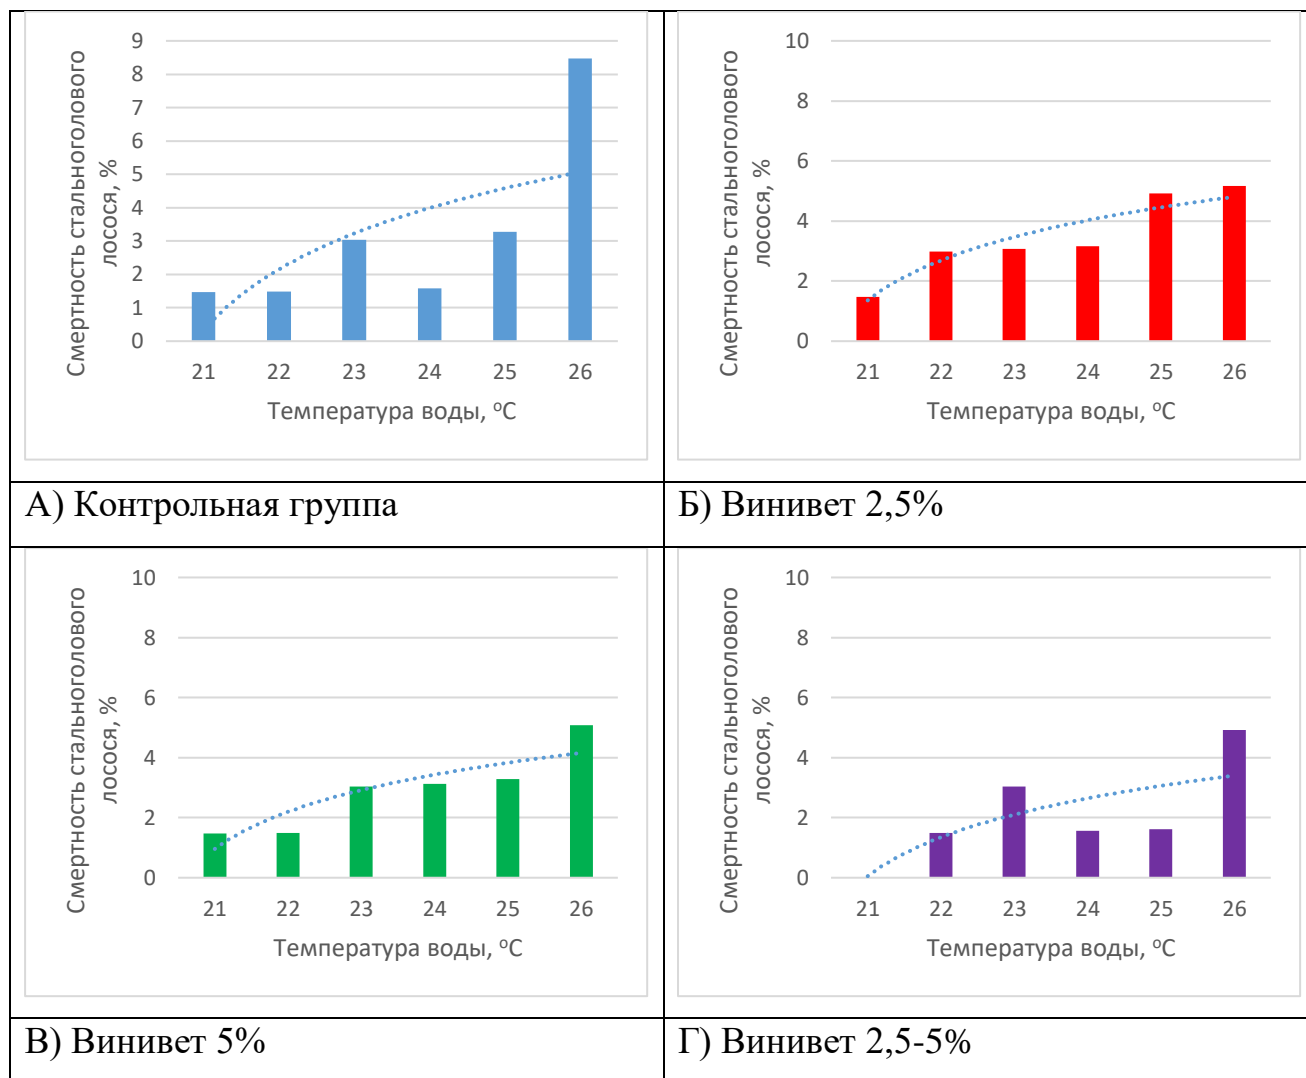 Смертность стальноголового
лосося, %
9
8
7
6
5
4
3
2
1
0
21 22 23 24 25 26
Температура воды, °C
А) Контрольная группа
Смертность стальноголового
лосося, %
10
8
6
4
2
0
21 22 23 24 25 26
Температура воды, °C
Б) Винивет 2,5%
Смертность стальноголового
лосося, %
10
8
6
4
2
0
21 22 23 24 25 26
Температура воды, °C
В) Винивет 5%
Смертность стальноголового
лосося, %
10
8
6
4
2
0
21 22 23 24 25 26
Температура воды, °C
Г) Винивет 2,5-5%